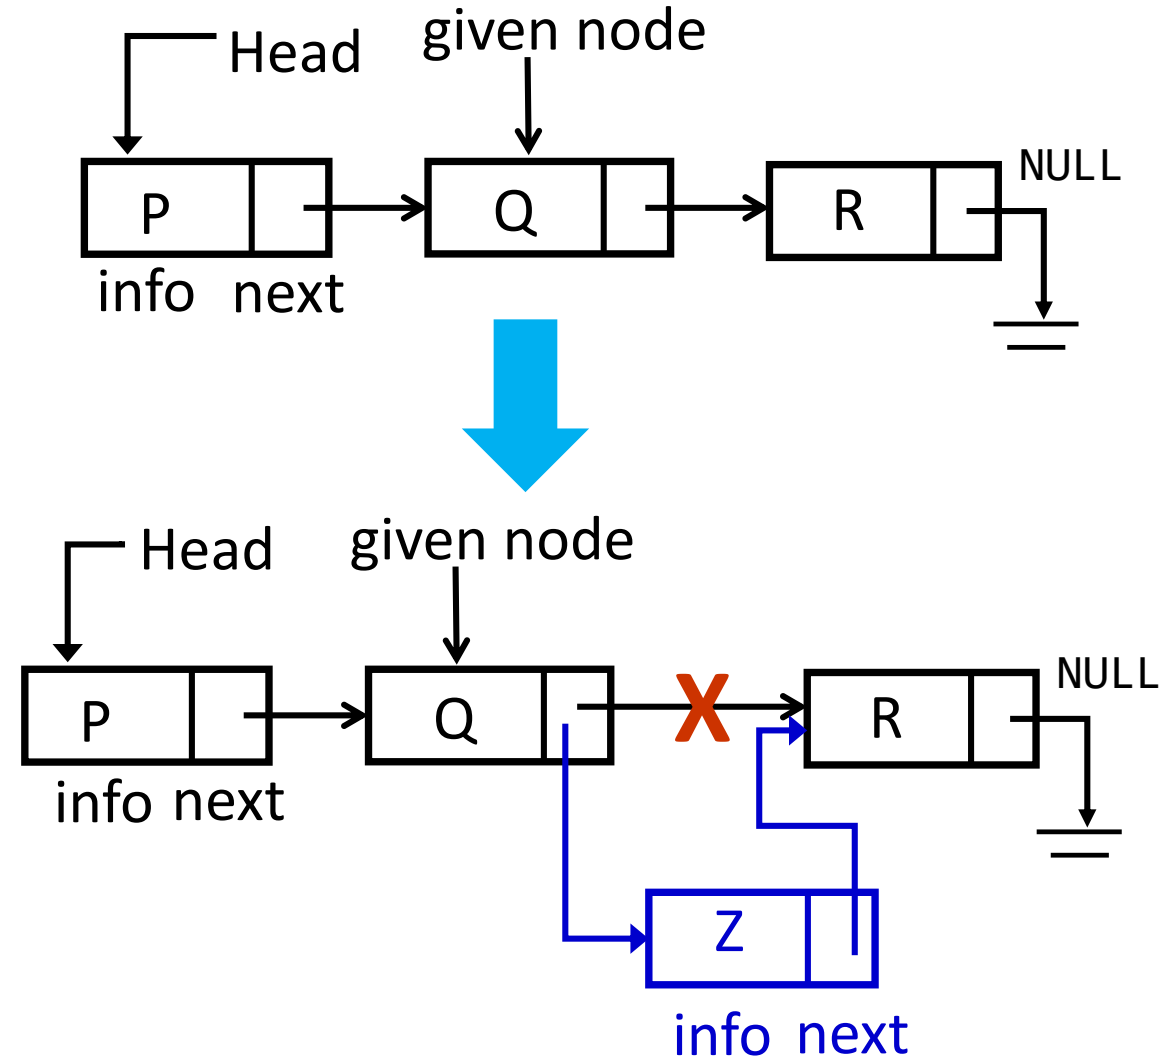 given node
Head
NULL
P
Q
R
info next
given node
Head
NULL
P
Q
X
R
info next
Z
info next